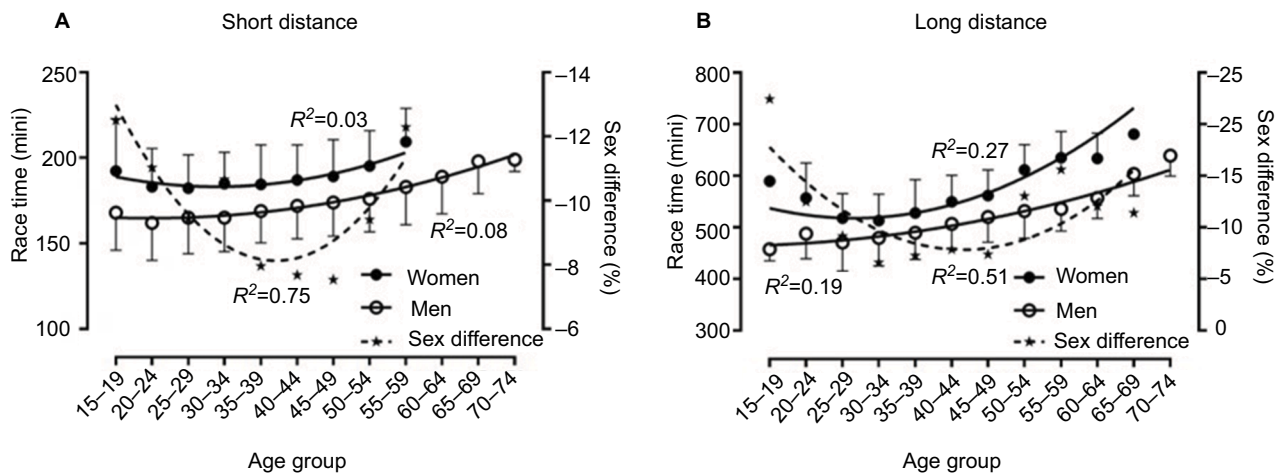 A
Short distance
250
200
150
100
Race time (mini)
–14
–12
–10
–8
–6
Sex difference (%)
R²=0.03
R²=0.08
R²=0.75
Women
Men
Sex difference
15–19
20–24
25–29
30–34
35–39
40–44
45–49
50–54
55–59
60–64
65–69
70–74
Age group
B
Long distance
800
700
600
500
400
300
Race time (mini)
–25
–25
–15
–10
–5
0
Sex difference (%)
R²=0.27
R²=0.19
R²=0.51
Women
Men
Sex difference
15–19
20–24
25–29
30–34
35–39
40–44
45–49
50–54
55–59
60–64
65–69
70–74
Age group